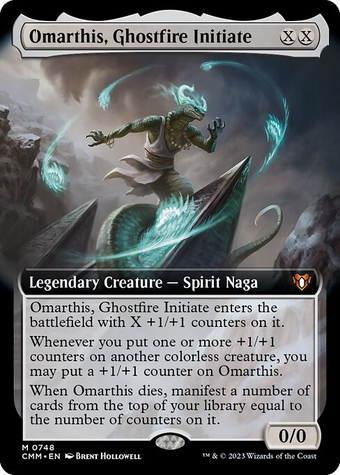 Omarthis, Ghostfire Initiate XX
Legendary Creature — Spirit Naga
Omarthis, Ghostfire Initiate enters the
battlefield with X +1/+1 counters on it.
Whenever you put one or more +1/+1
counters on another colorless creature, you
may put a +1/+1 counter on Omarthis.
When Omarthis dies, manifest a number of
cards from the top of your library equal to
the number of counters on it.
0/0
M 0748
CMM • EN Brent Hollowell
™ & © 2023 Wizards of the Coast